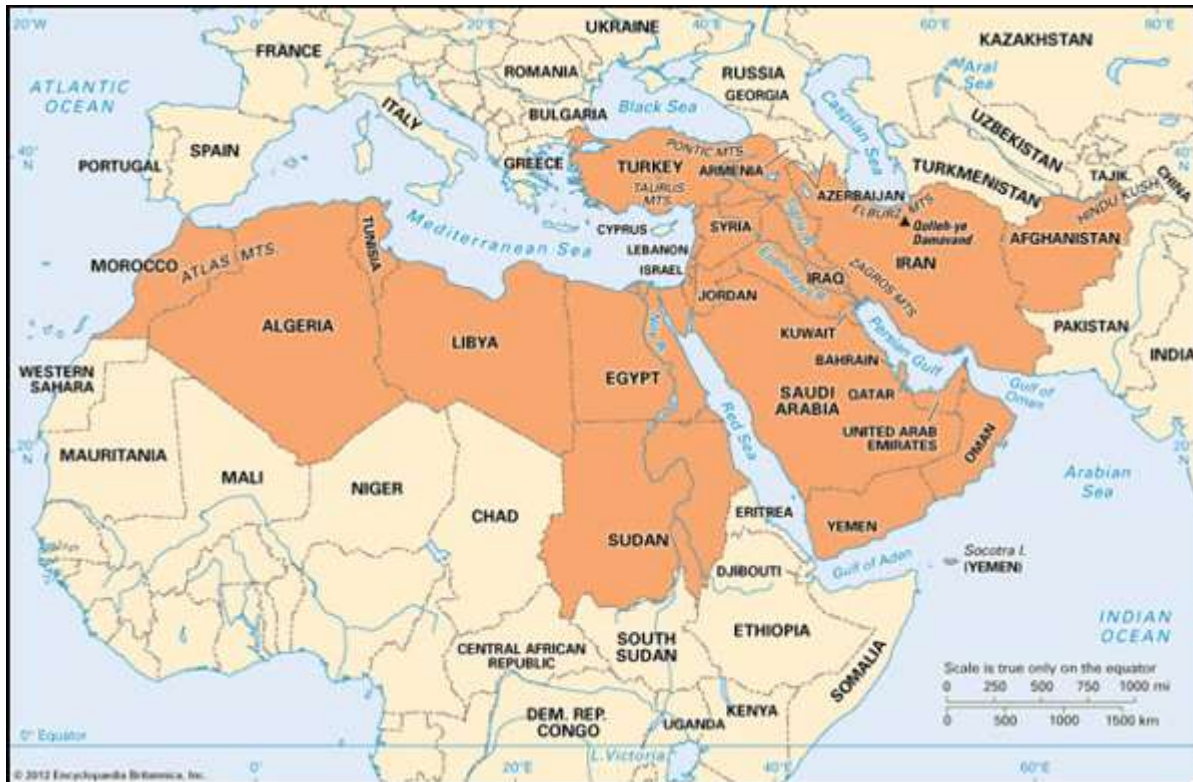 20°W
0°
UKRAINE
40°E
60°E
80°E
KAZAKHSTAN
FRANCE
ATLANTIC
OCEAN
ROMANIA
RUSSIA
GEORGIA
Aral
Sea
ITALY
BULGARIA
Black Sea
Caspian Sea
UZBEKISTAN
40°
N
PORTUGAL
SPAIN
GREECE
TURKEY
PONTIC MTS.
ARMENIA
TURKMENISTAN
TAJIK.
CHINA
40°
N
TAURUS
MTS.
AZERBAIJAN
ELBURZ MTS
HINDU KUSH
Qolleh-ye
Damavand
TUNISIA
Mediterranean Sea
CYPRUS
SYRIA
AFGHANISTAN
LEBANON
MOROCCO
ATLAS MTS.
ISRAEL
Euphrates R.
IRAQ
ZAGROS MTS
IRAN
JORDAN
ALGERIA
LIBYA
EGYPT
Nile R.
KUWAIT
Persian Gulf
PAKISTAN
INDIA
BAHRAIN
WESTERN
SAHARA
SAUDI
ARABIA
QATAR
Gulf of
Oman
Red Sea
UNITED ARAB
EMIRATES
OMAN
20°
N
MAURITANIA
MALI
NIGER
CHAD
20°
N
Arabian
Sea
ERITREA
YEMEN
SUDAN
Socotra I.
(YEMEN)
Gulf of Aden
DJIBOUTI
INDIAN
OCEAN
ETHIOPIA
CENTRAL AFRICAN
REPUBLIC
SOUTH
SUDAN
SOMALIA
Scale is true only on the equator
0 250 500 750 1000 mi
0 500 1000 1500 km
DEM. REP.
CONGO
UGANDA
KENYA
0° Equator
L.Victoria
© 2012 Encyclopædia Britannica, Inc.
0°
20°E
40°E
60°E